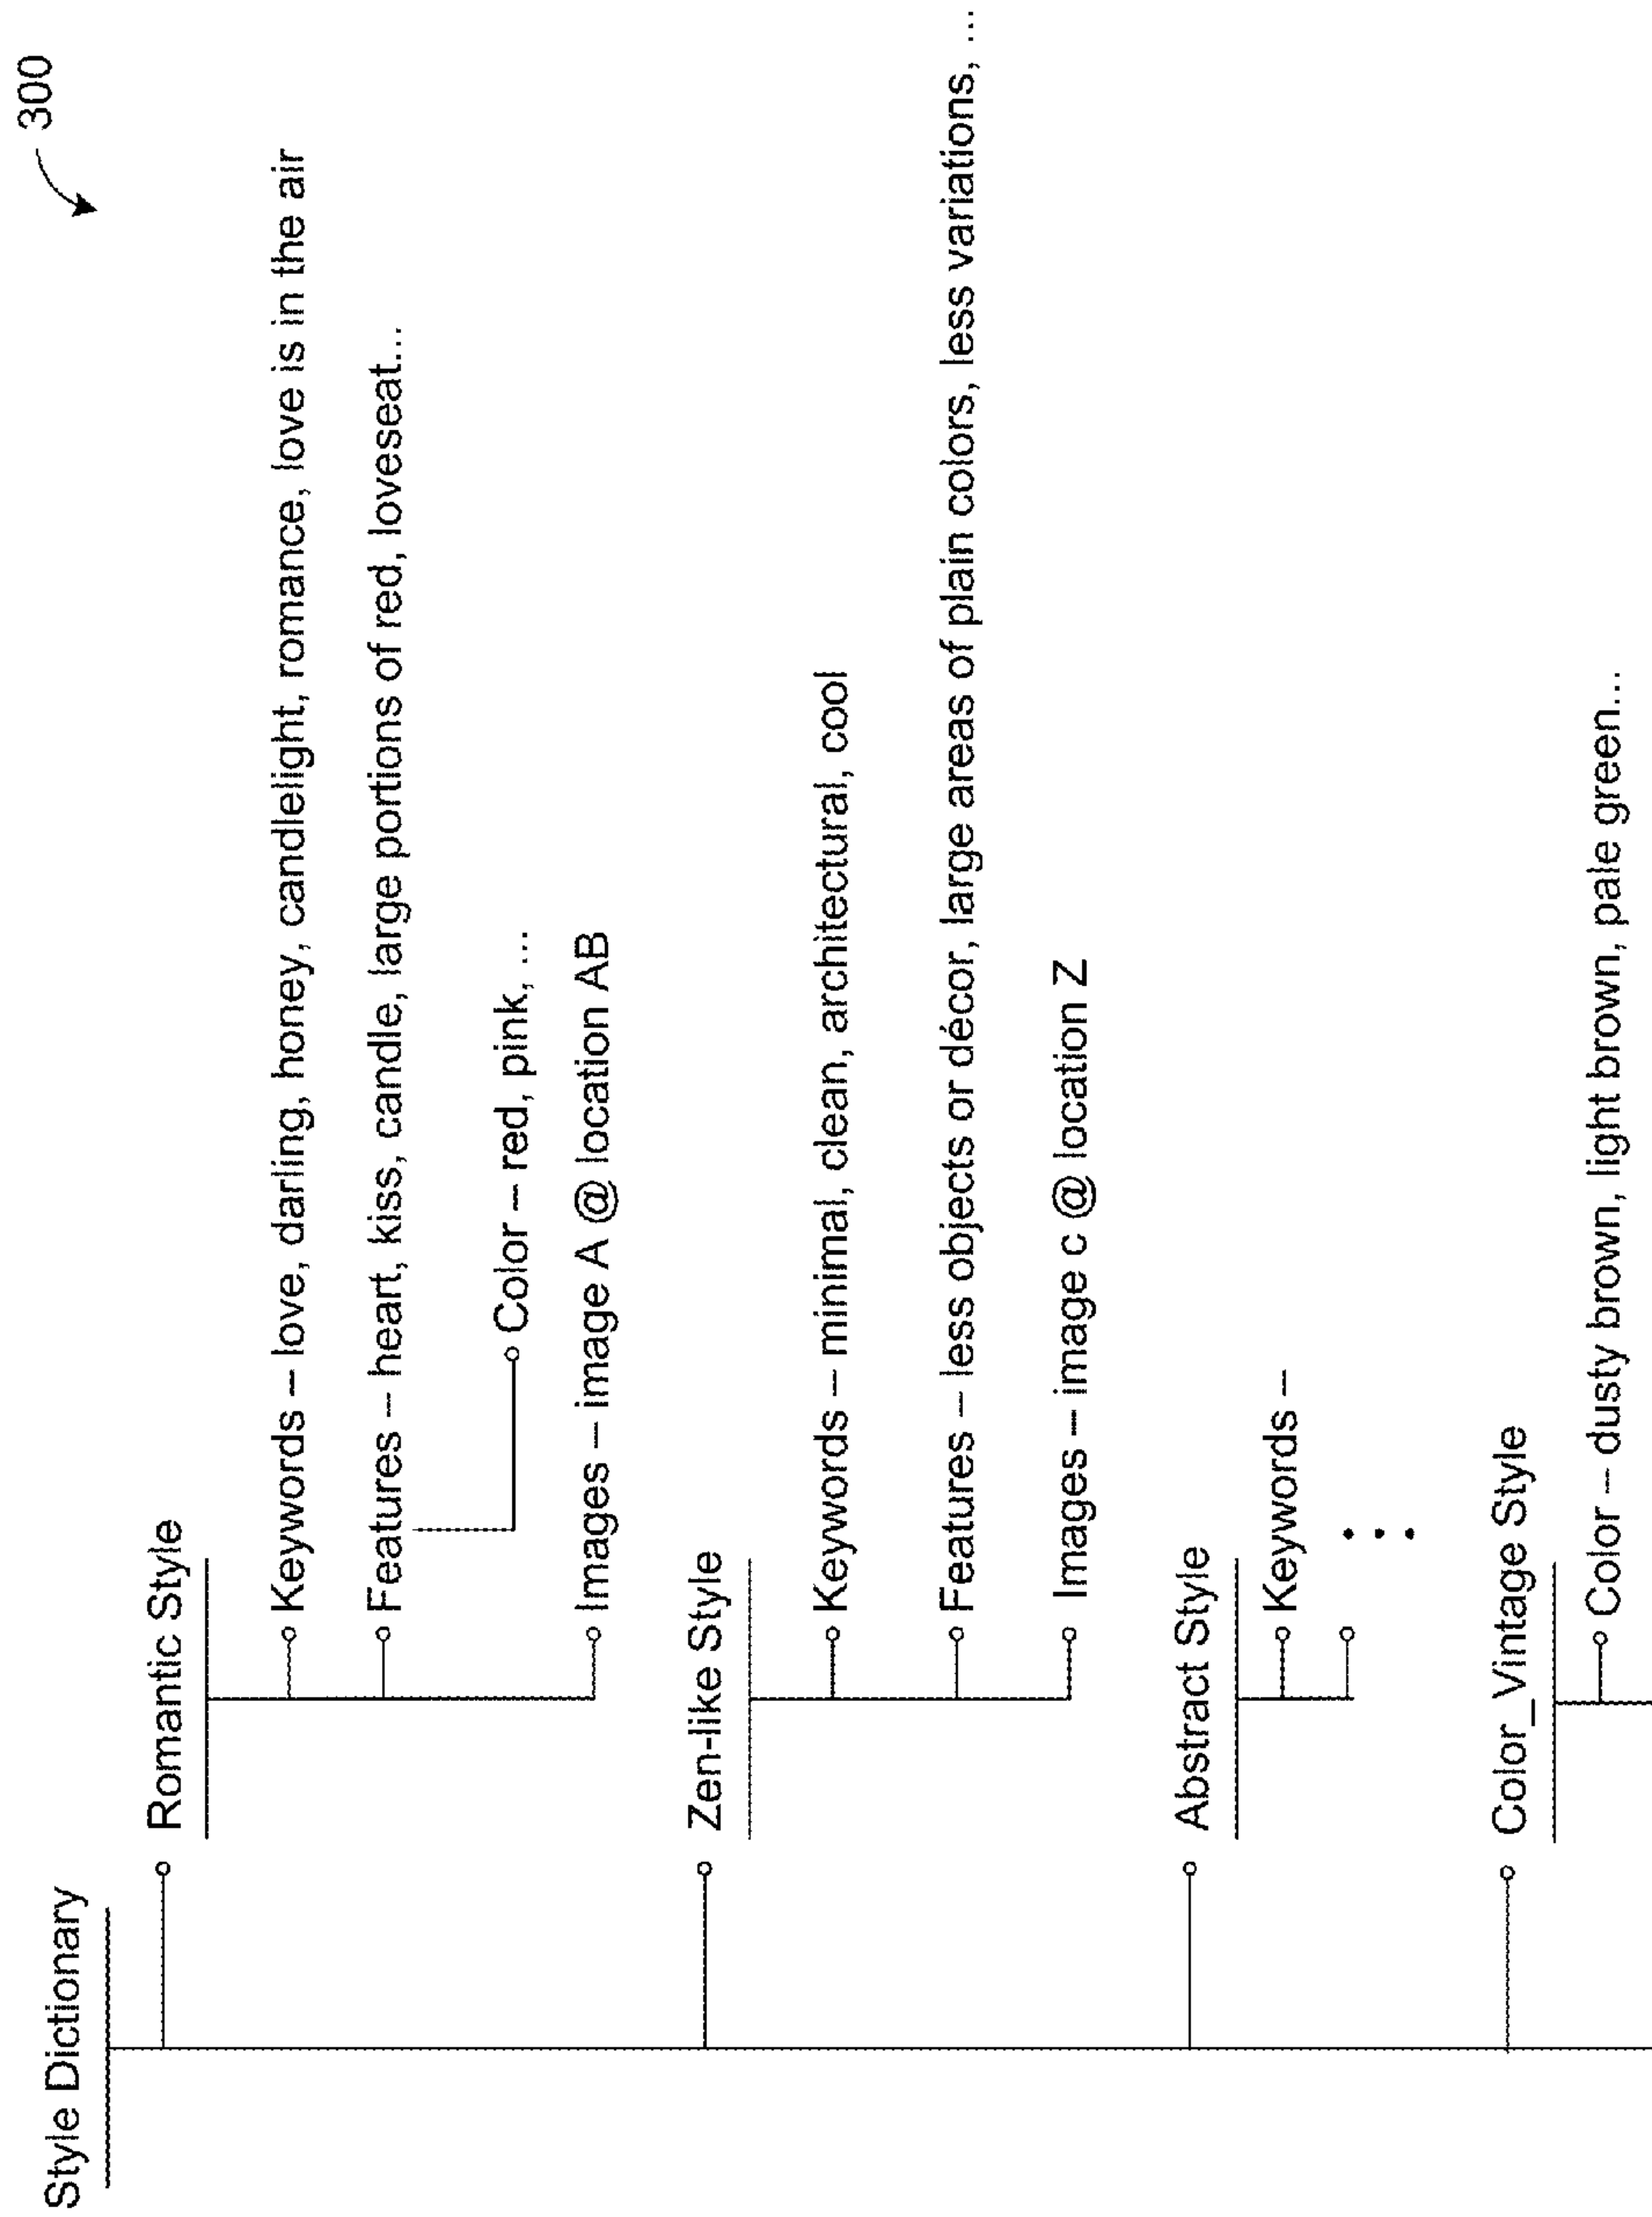 300
Style Dictionary
Romantic Style
Keywords – love, darling, honey, candlelight, romance, love is in the air
Features – heart, kiss, candle, large portions of red, loveseat...
Color – red, pink, ...
Images – image A @ location AB
Zen-like Style
Keywords – minimal, clean, architectural, cool
Features – less objects or décor, large areas of plain colors, less variations, ...
Images – image c @ location Z
Abstract Style
Keywords –
Color_Vintage Style
Color – dusty brown, light brown, pale green...